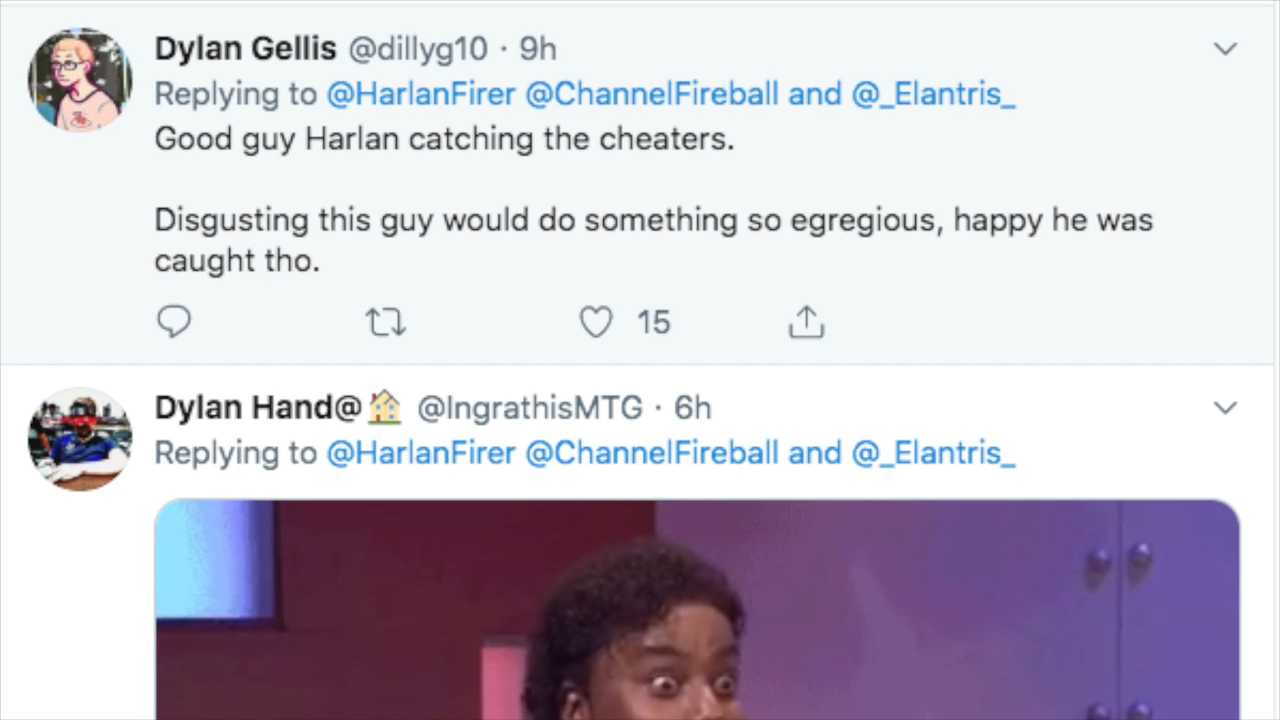 Dylan Gellis @dillyg10 · 9h
Replying to @HarlanFirer @ChannelFireball and @_Elantris_
Good guy Harlan catching the cheaters.
Disgusting this guy would do something so egregious, happy he was
caught tho.
15
Dylan Hand@🏠 @IngrathisMTG · 6h
Replying to @HarlanFirer @ChannelFireball and @_Elantris_